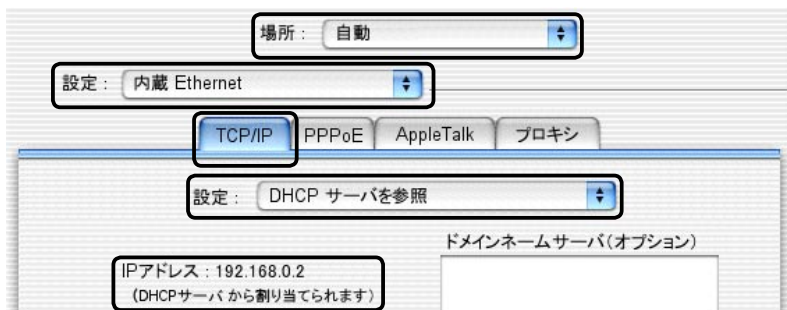 場所： 自動
設定： 内蔵 Ethernet
TCP/IP PPPoE AppleTalk プロキシ
設定： DHCP サーバを参照
ドメインネームサーバ（オプション）
IPアドレス：192.168.0.2
（DHCPサーバ から割り当てられます）